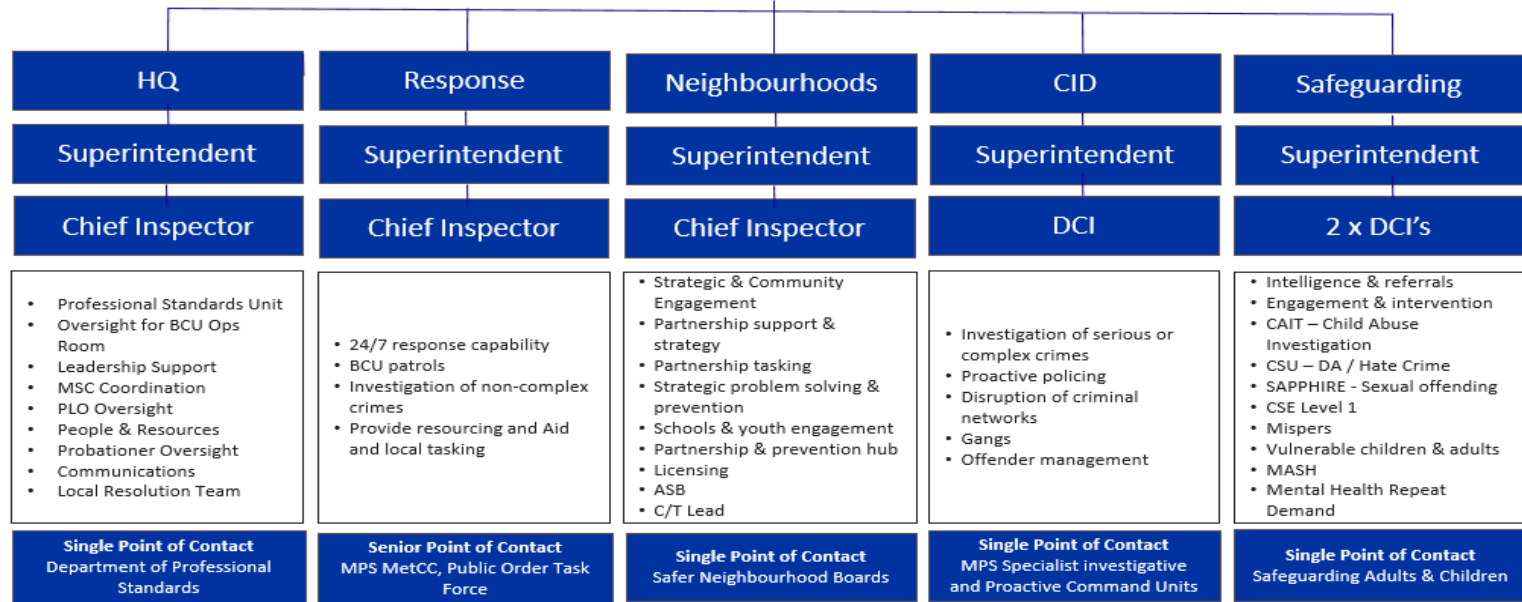 HQ
Superintendent
Chief Inspector
• Professional Standards Unit
• Oversight for BCU Ops
Room
• Leadership Support
• MSC Coordination
• PLO Oversight
• People & Resources
• Probationer Oversight
• Communications
• Local Resolution Team
Single Point of Contact
Department of Professional
Standards
Response
Superintendent
Chief Inspector
• 24/7 response capability
• BCU patrols
• Investigation of non-complex
crimes
• Provide resourcing and Aid
and local tasking
Senior Point of Contact
MPS MetCC, Public Order Task
Force
Neighbourhoods
Superintendent
Chief Inspector
• Strategic & Community
Engagement
• Partnership support &
strategy
• Partnership tasking
• Strategic problem solving &
prevention
• Schools & youth engagement
• Partnership & prevention hub
• Licensing
• ASB
• C/T Lead
Single Point of Contact
Safer Neighbourhood Boards
CID
Superintendent
DCI
• Investigation of serious or
complex crimes
• Proactive policing
• Disruption of criminal
networks
• Gangs
• Offender management
Single Point of Contact
MPS Specialist investigative
and Proactive Command Units
Safeguarding
Superintendent
2 x DCI's
• Intelligence & referrals
• Engagement & intervention
• CAIT – Child Abuse
Investigation
• CSU – DA / Hate Crime
• SAPPHIRE - Sexual offending
• CSE Level 1
• Mispers
• Vulnerable children & adults
• MASH
• Mental Health Repeat
Demand
Single Point of Contact
Safeguarding Adults & Children